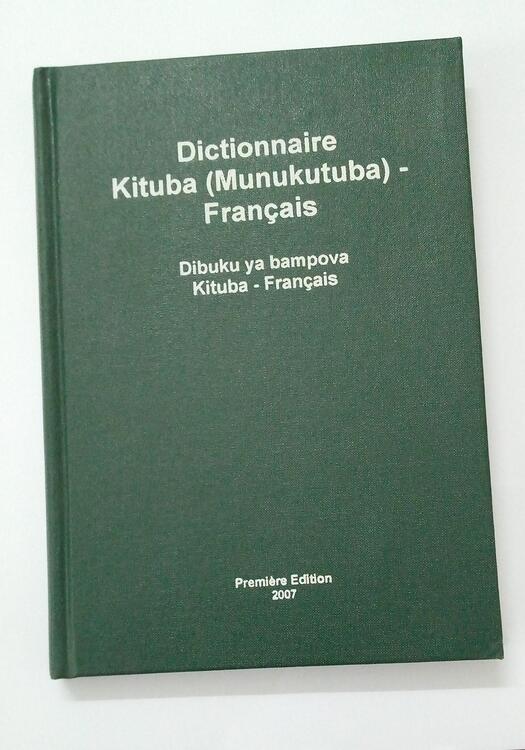 Dictionnaire
Kituba (Munukutuba) -
Français
Dibuku ya bampova
Kituba - Français
Première Edition
2007